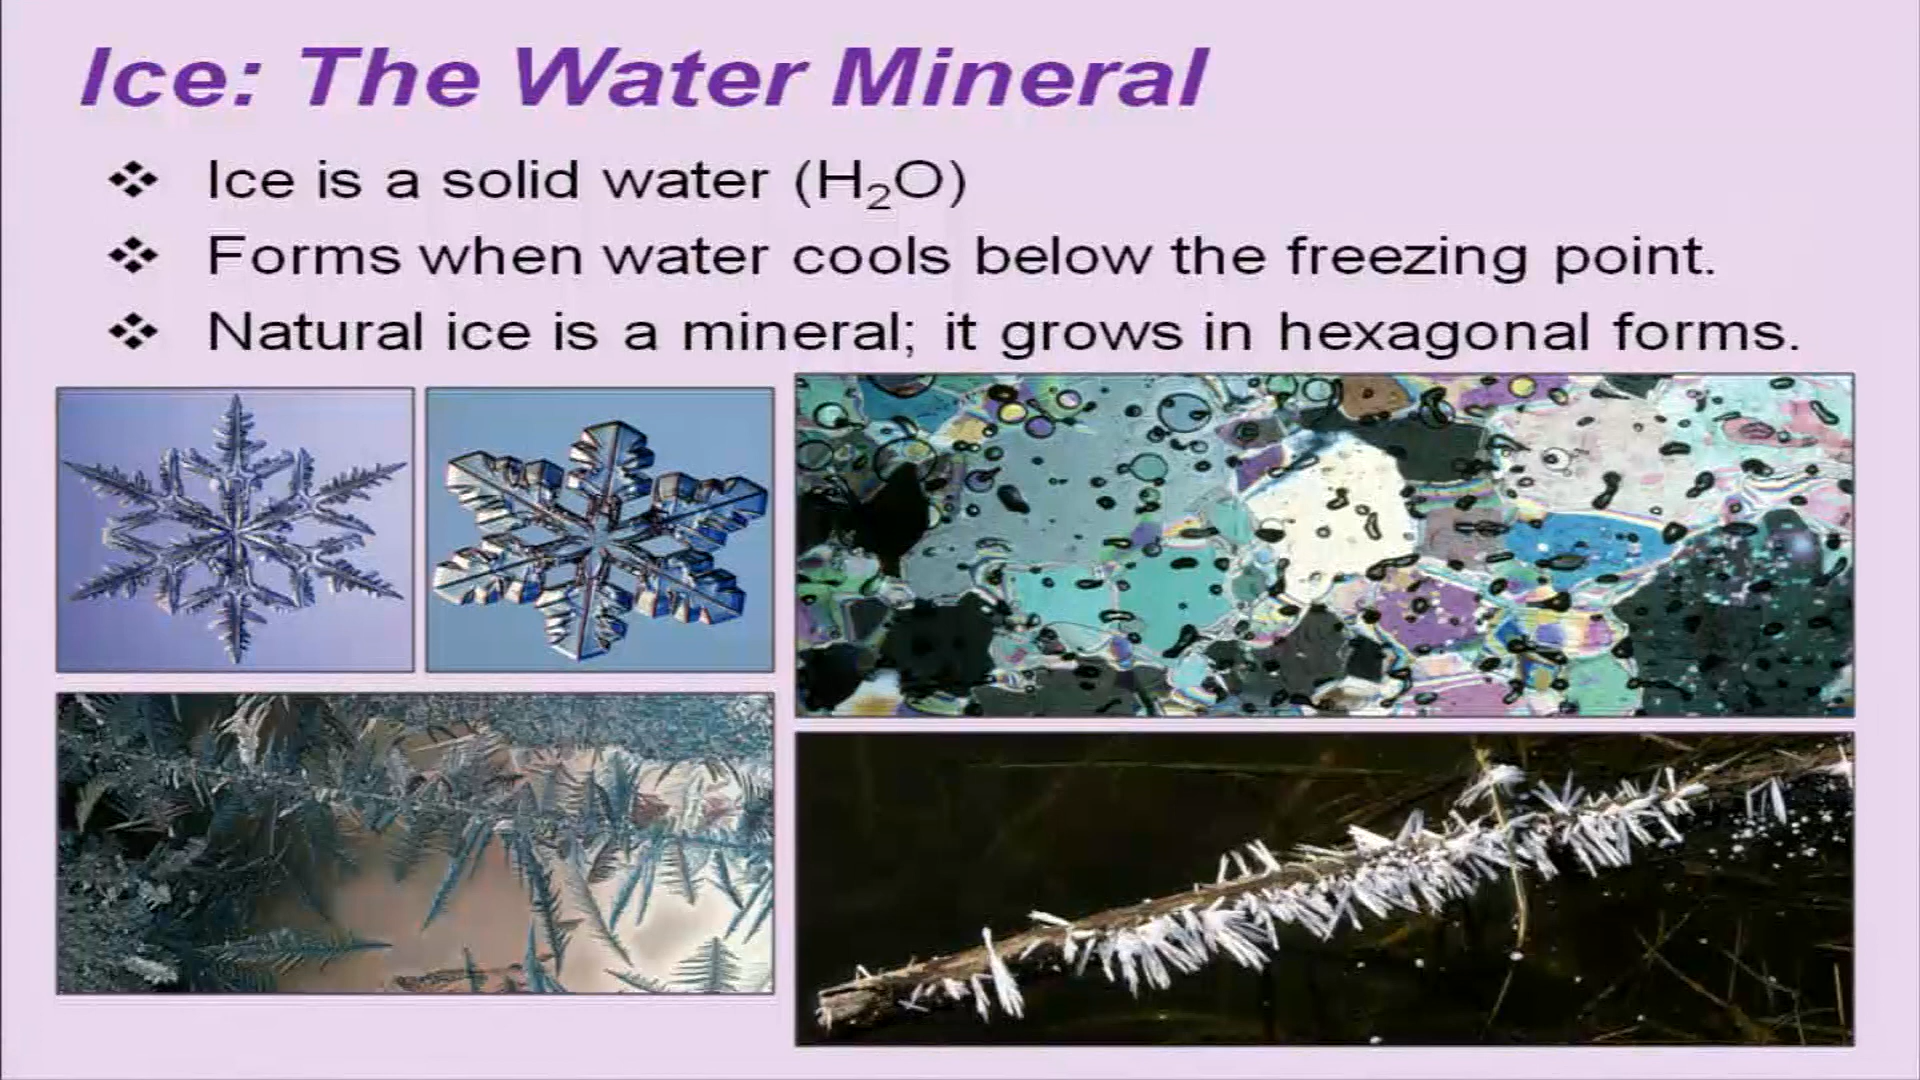 Ice: The Water Mineral
❖ Ice is a solid water (H₂O)
❖ Forms when water cools below the freezing point.
❖ Natural ice is a mineral; it grows in hexagonal forms.